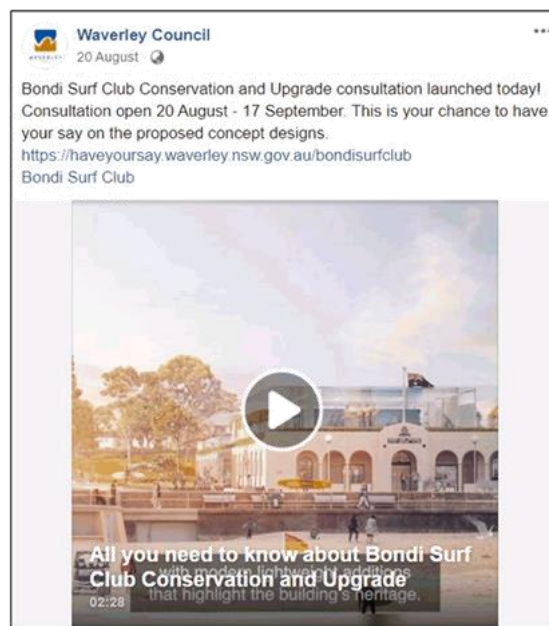 Waverley Council
20 August
Bondi Surf Club Conservation and Upgrade consultation launched today!
Consultation open 20 August - 17 September. This is your chance to have
your say on the proposed concept designs.
https://haveyoursay.waverley.nsw.gov.au/bondisurfclub
Bondi Surf Club
All you need to know about Bondi Surf
Club Conservation and Upgrade
with modern lightweight additions
that highlight the building's heritage.
02:28